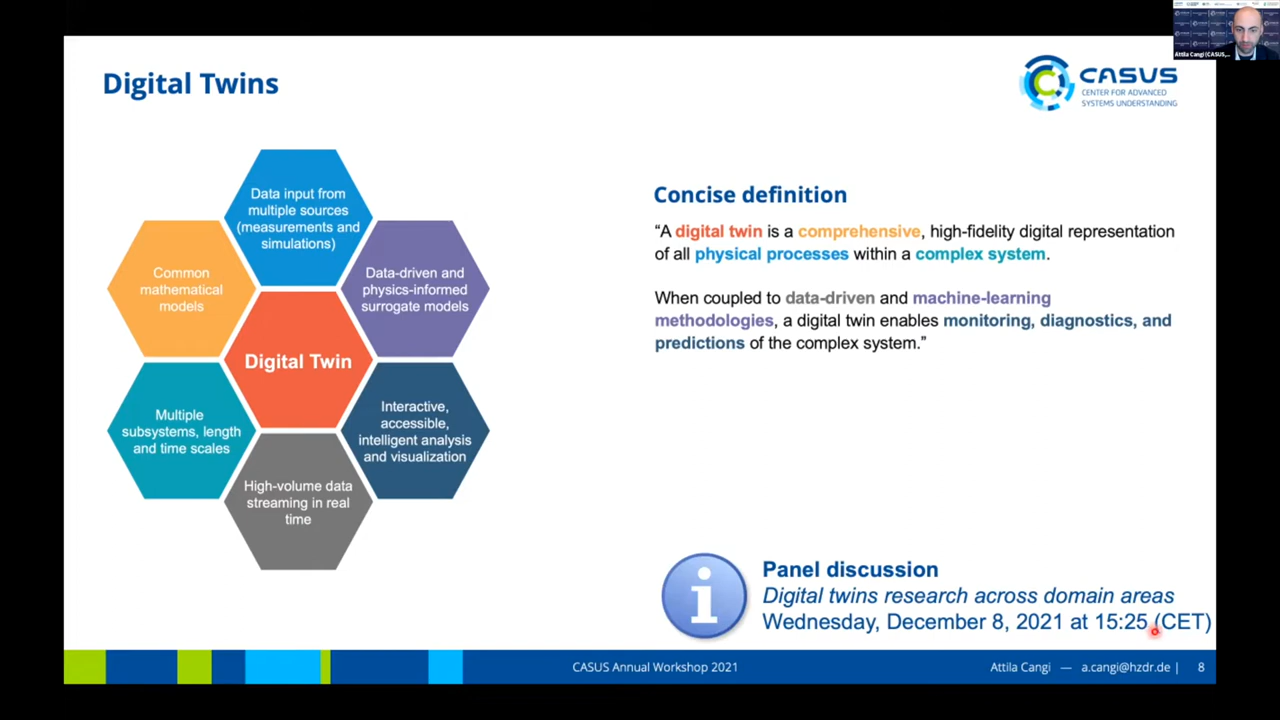 Attila Cangi (CASUS,...
Digital Twins
CASUS
CENTER FOR ADVANCED
SYSTEMS UNDERSTANDING
Data input from
multiple sources
(measurements and
simulations)
Common
mathematical
models
Data-driven and
physics-informed
surrogate models
Digital Twin
Multiple
subsystems, length
and time scales
Interactive,
accessible,
intelligent analysis
and visualization
High-volume data
streaming in real
time
Concise definition
“A digital twin is a comprehensive, high-fidelity digital representation
of all physical processes within a complex system.
When coupled to data-driven and machine-learning
methodologies, a digital twin enables monitoring, diagnostics, and
predictions of the complex system.”
i
Panel discussion
Digital twins research across domain areas
Wednesday, December 8, 2021 at 15:25 (CET)
CASUS Annual Workshop 2021
Attila Cangi — a.cangi@hzdr.de | 8